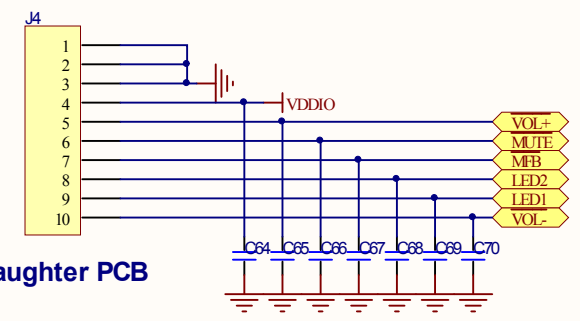 J4
1
2
3
4 VDDIO
5 VOL+
6 MUTE
7 MFB
8 LED2
9 LED1
10 VOL-
C64 C65 C66 C67 C68 C69 C70
aughter PCB